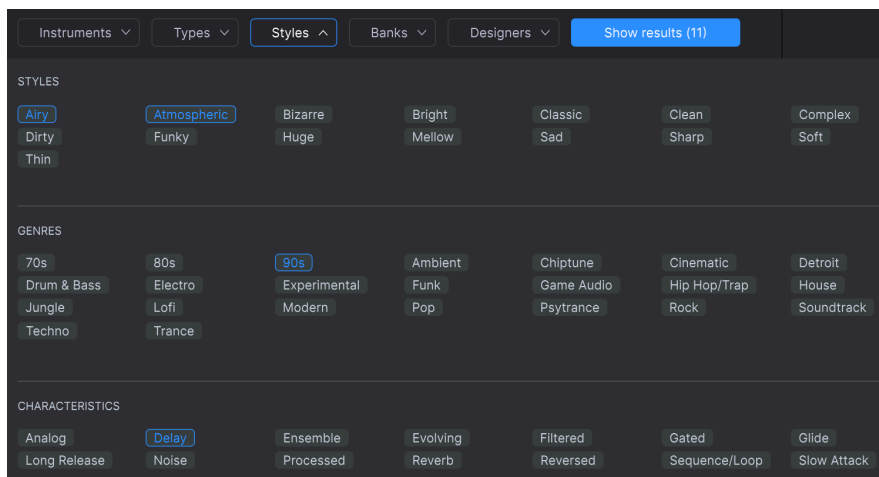 Instruments Types Styles Banks Designers Show results (11)
STYLES
Airy Atmospheric Bizarre Bright Classic Clean Complex
Dirty Funky Huge Mellow Sad Sharp Soft
Thin
GENRES
70s 80s 90s Ambient Chiptune Cinematic Detroit
Drum & Bass Electro Experimental Funk Game Audio Hip Hop/Trap House
Jungle Lofi Modern Pop Psytrance Rock Soundtrack
Techno Trance
CHARACTERISTICS
Analog Delay Ensemble Evolving Filtered Gated Glide
Long Release Noise Processed Reverb Reversed Sequence/Loop Slow Attack